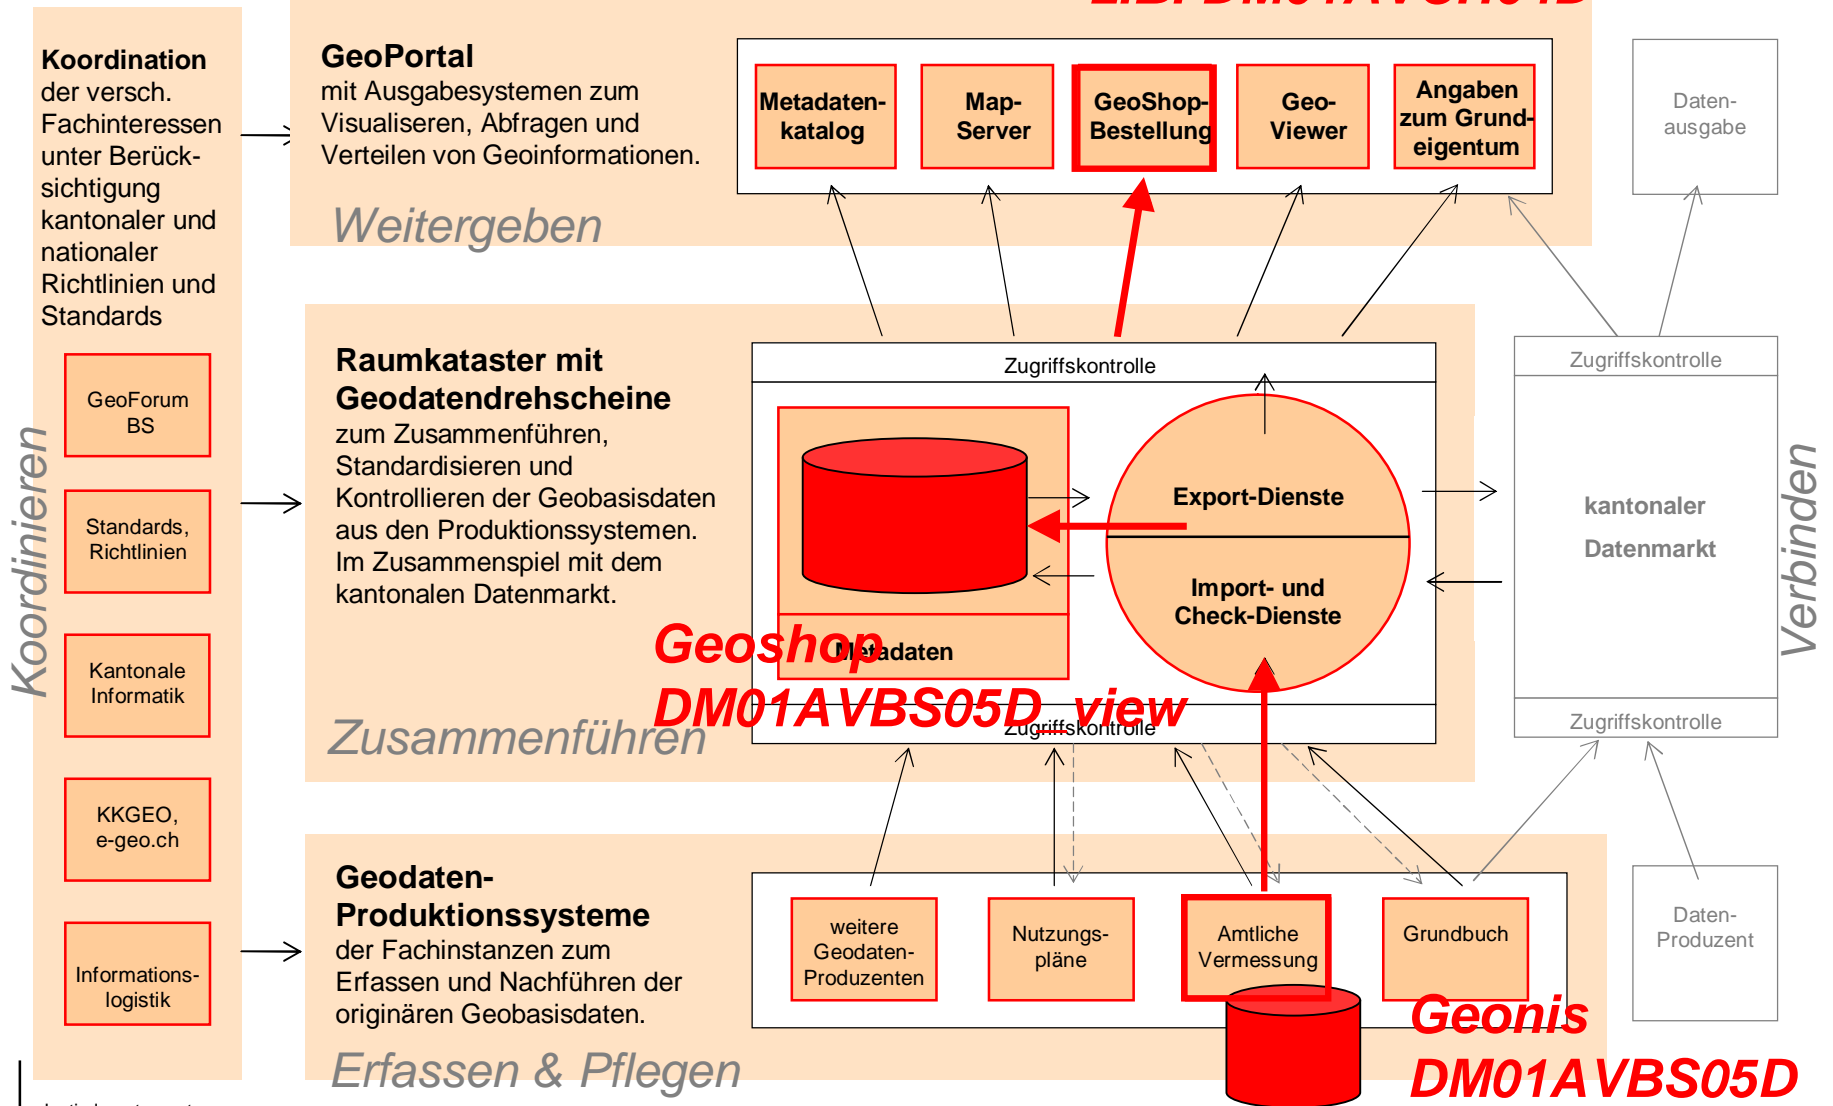 Koordination
der versch.
Fachinteressen
unter Berück-
sichtigung
kantonaler und
nationaler
Richtlinien und
Standards
GeoForum
BS
Standards,
Richtlinien
Kantonale
Informatik
KKGEO,
e-geo.ch
Informations-
logistik
Koordinieren
GeoPortal
mit Ausgabesystemen zum
Visualiseren, Abfragen und
Verteilen von Geoinformationen.
Weitergeben
Metadaten-
katalog
Map-
Server
GeoShop-
Bestellung
Geo-
Viewer
Angaben
zum Grund-
eigentum
Daten-
ausgabe
Raumkataster mit
Geodatendrehscheine
zum Zusammenführen,
Standardisieren und
Kontrollieren der Geobasisdaten
aus den Produktionssystemen.
Im Zusammenspiel mit dem
kantonalen Datenmarkt.
Zusammenführen
Zugriffskontrolle
Export-Dienste
Import- und
Check-Dienste
Metadaten
Geoshop
DM01AVBS05D_view
Zugriffskontrolle
Zugriffskontrolle
kantonaler
Datenmarkt
Zugriffskontrolle
Verbinden
Geodaten-
Produktionssysteme
der Fachinstanzen zum
Erfassen und Nachführen der
originären Geobasisdaten.
Erfassen & Pflegen
weitere
Geodaten-
Produzenten
Nutzungs-
pläne
Amtliche
Vermessung
Grundbuch
Daten-
Produzent
Geonis
DM01AVBS05D